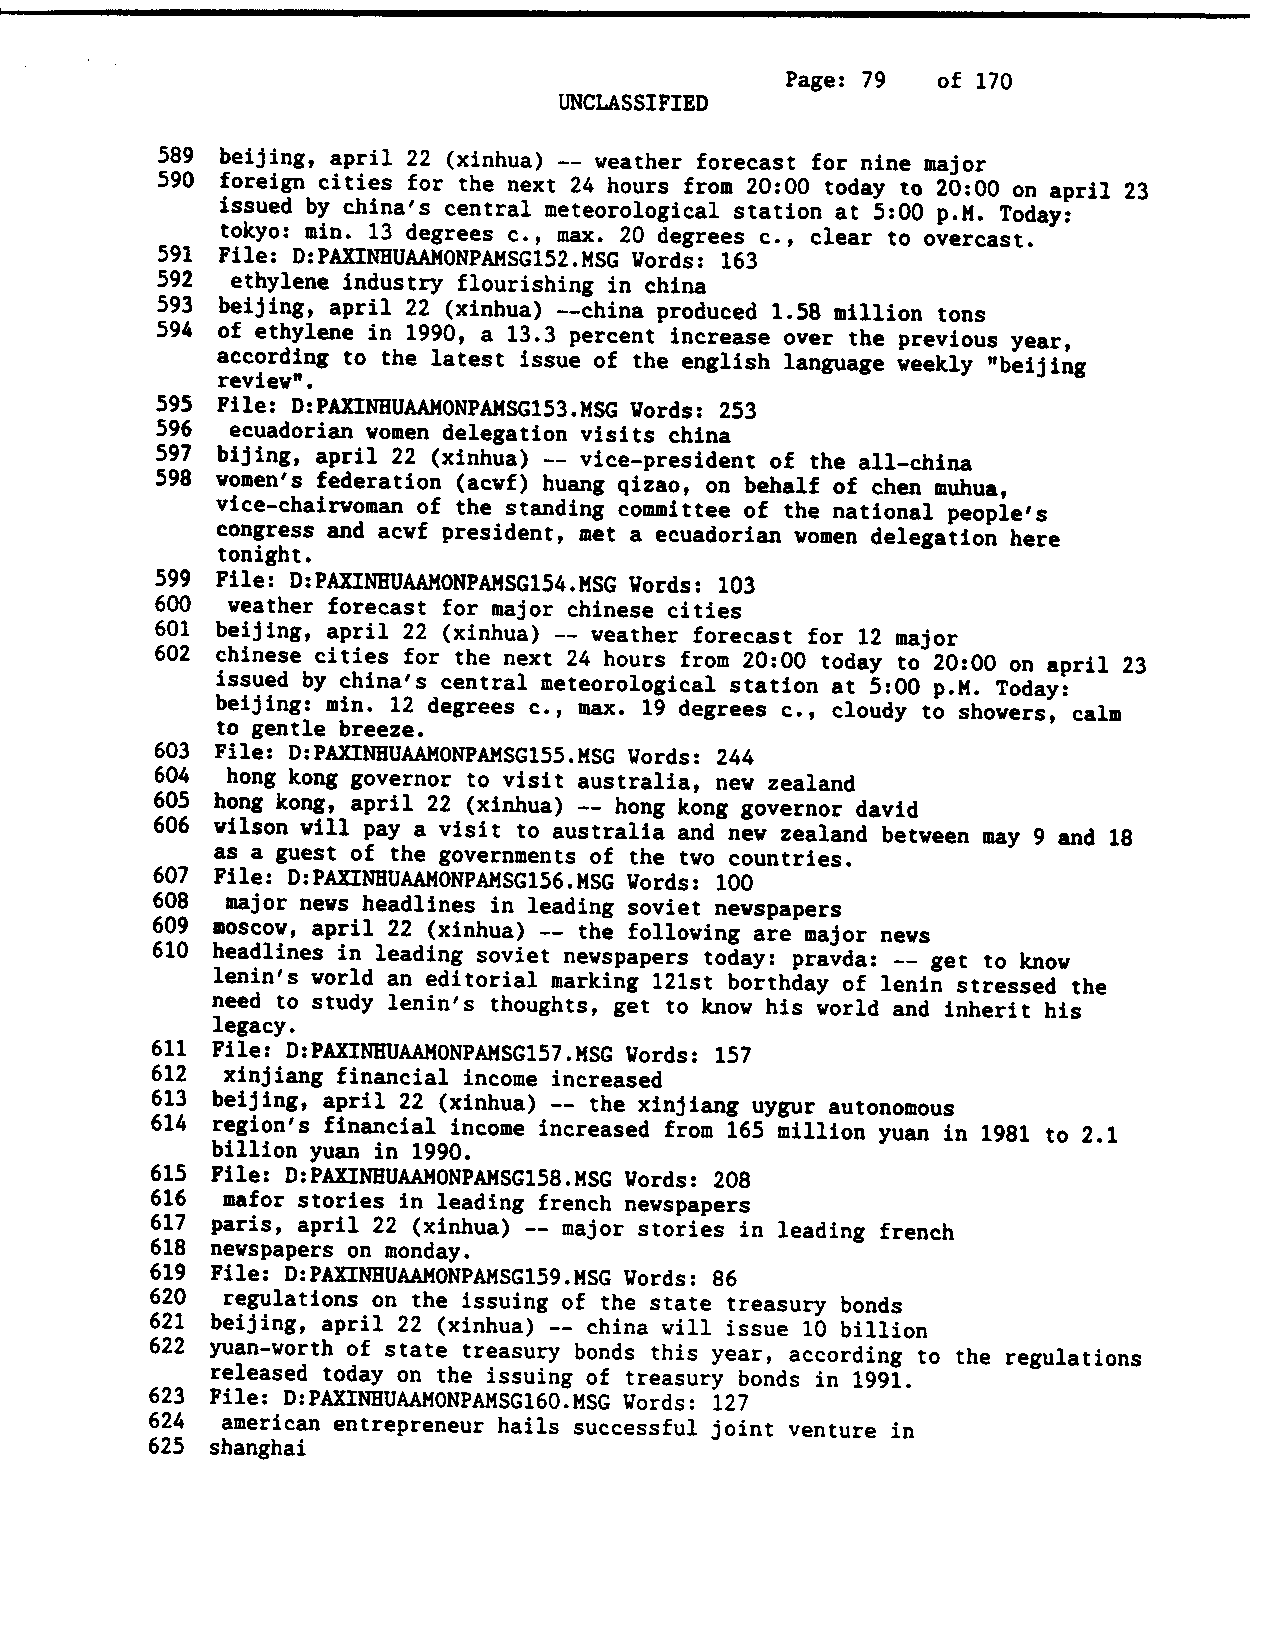 Page: 79 of 170
UNCLASSIFIED
589 beijing, april 22 (xinhua) -- weather forecast for nine major
590 foreign cities for the next 24 hours from 20:00 today to 20:00 on april 23
issued by china's central meteorological station at 5:00 p.M. Today:
tokyo: min. 13 degrees c., max. 20 degrees c., clear to overcast.
591 File: D:PAXINHUAAMONPAMSG152.MSG Words: 163
592 ethylene industry flourishing in china
593 beijing, april 22 (xinhua) --china produced 1.58 million tons
594 of ethylene in 1990, a 13.3 percent increase over the previous year,
according to the latest issue of the english language weekly "beijing
review".
595 File: D:PAXINHUAAMONPAMSG153.MSG Words: 253
596 ecuadorian women delegation visits china
597 bijing, april 22 (xinhua) -- vice-president of the all-china
598 women's federation (acwf) huang qizao, on behalf of chen muhua,
vice-chairwoman of the standing committee of the national people's
congress and acwf president, met a ecuadorian women delegation here
tonight.
599 File: D:PAXINHUAAMONPAMSG154.MSG Words: 103
600 weather forecast for major chinese cities
601 beijing, april 22 (xinhua) -- weather forecast for 12 major
602 chinese cities for the next 24 hours from 20:00 today to 20:00 on april 23
issued by china's central meteorological station at 5:00 p.M. Today:
beijing: min. 12 degrees c., max. 19 degrees c., cloudy to showers, calm
to gentle breeze.
603 File: D:PAXINHUAAMONPAMSG155.MSG Words: 244
604 hong kong governor to visit australia, new zealand
605 hong kong, april 22 (xinhua) -- hong kong governor david
606 wilson will pay a visit to australia and new zealand between may 9 and 18
as a guest of the governments of the two countries.
607 File: D:PAXINHUAAMONPAMSG156.MSG Words: 100
608 major news headlines in leading soviet newspapers
609 moscow, april 22 (xinhua) -- the following are major news
610 headlines in leading soviet newspapers today: pravda: -- get to know
lenin's world an editorial marking 121st borthday of lenin stressed the
need to study lenin's thoughts, get to know his world and inherit his
legacy.
611 File: D:PAXINHUAAMONPAMSG157.MSG Words: 157
612 xinjiang financial income increased
613 beijing, april 22 (xinhua) -- the xinjiang uygur autonomous
614 region's financial income increased from 165 million yuan in 1981 to 2.1
billion yuan in 1990.
615 File: D:PAXINHUAAMONPAMSG158.MSG Words: 208
616 mafor stories in leading french newspapers
617 paris, april 22 (xinhua) -- major stories in leading french
618 newspapers on monday.
619 File: D:PAXINHUAAMONPAMSG159.MSG Words: 86
620 regulations on the issuing of the state treasury bonds
621 beijing, april 22 (xinhua) -- china will issue 10 billion
622 yuan-worth of state treasury bonds this year, according to the regulations
released today on the issuing of treasury bonds in 1991.
623 File: D:PAXINHUAAMONPAMSG160.MSG Words: 127
624 american entrepreneur hails successful joint venture in
625 shanghai